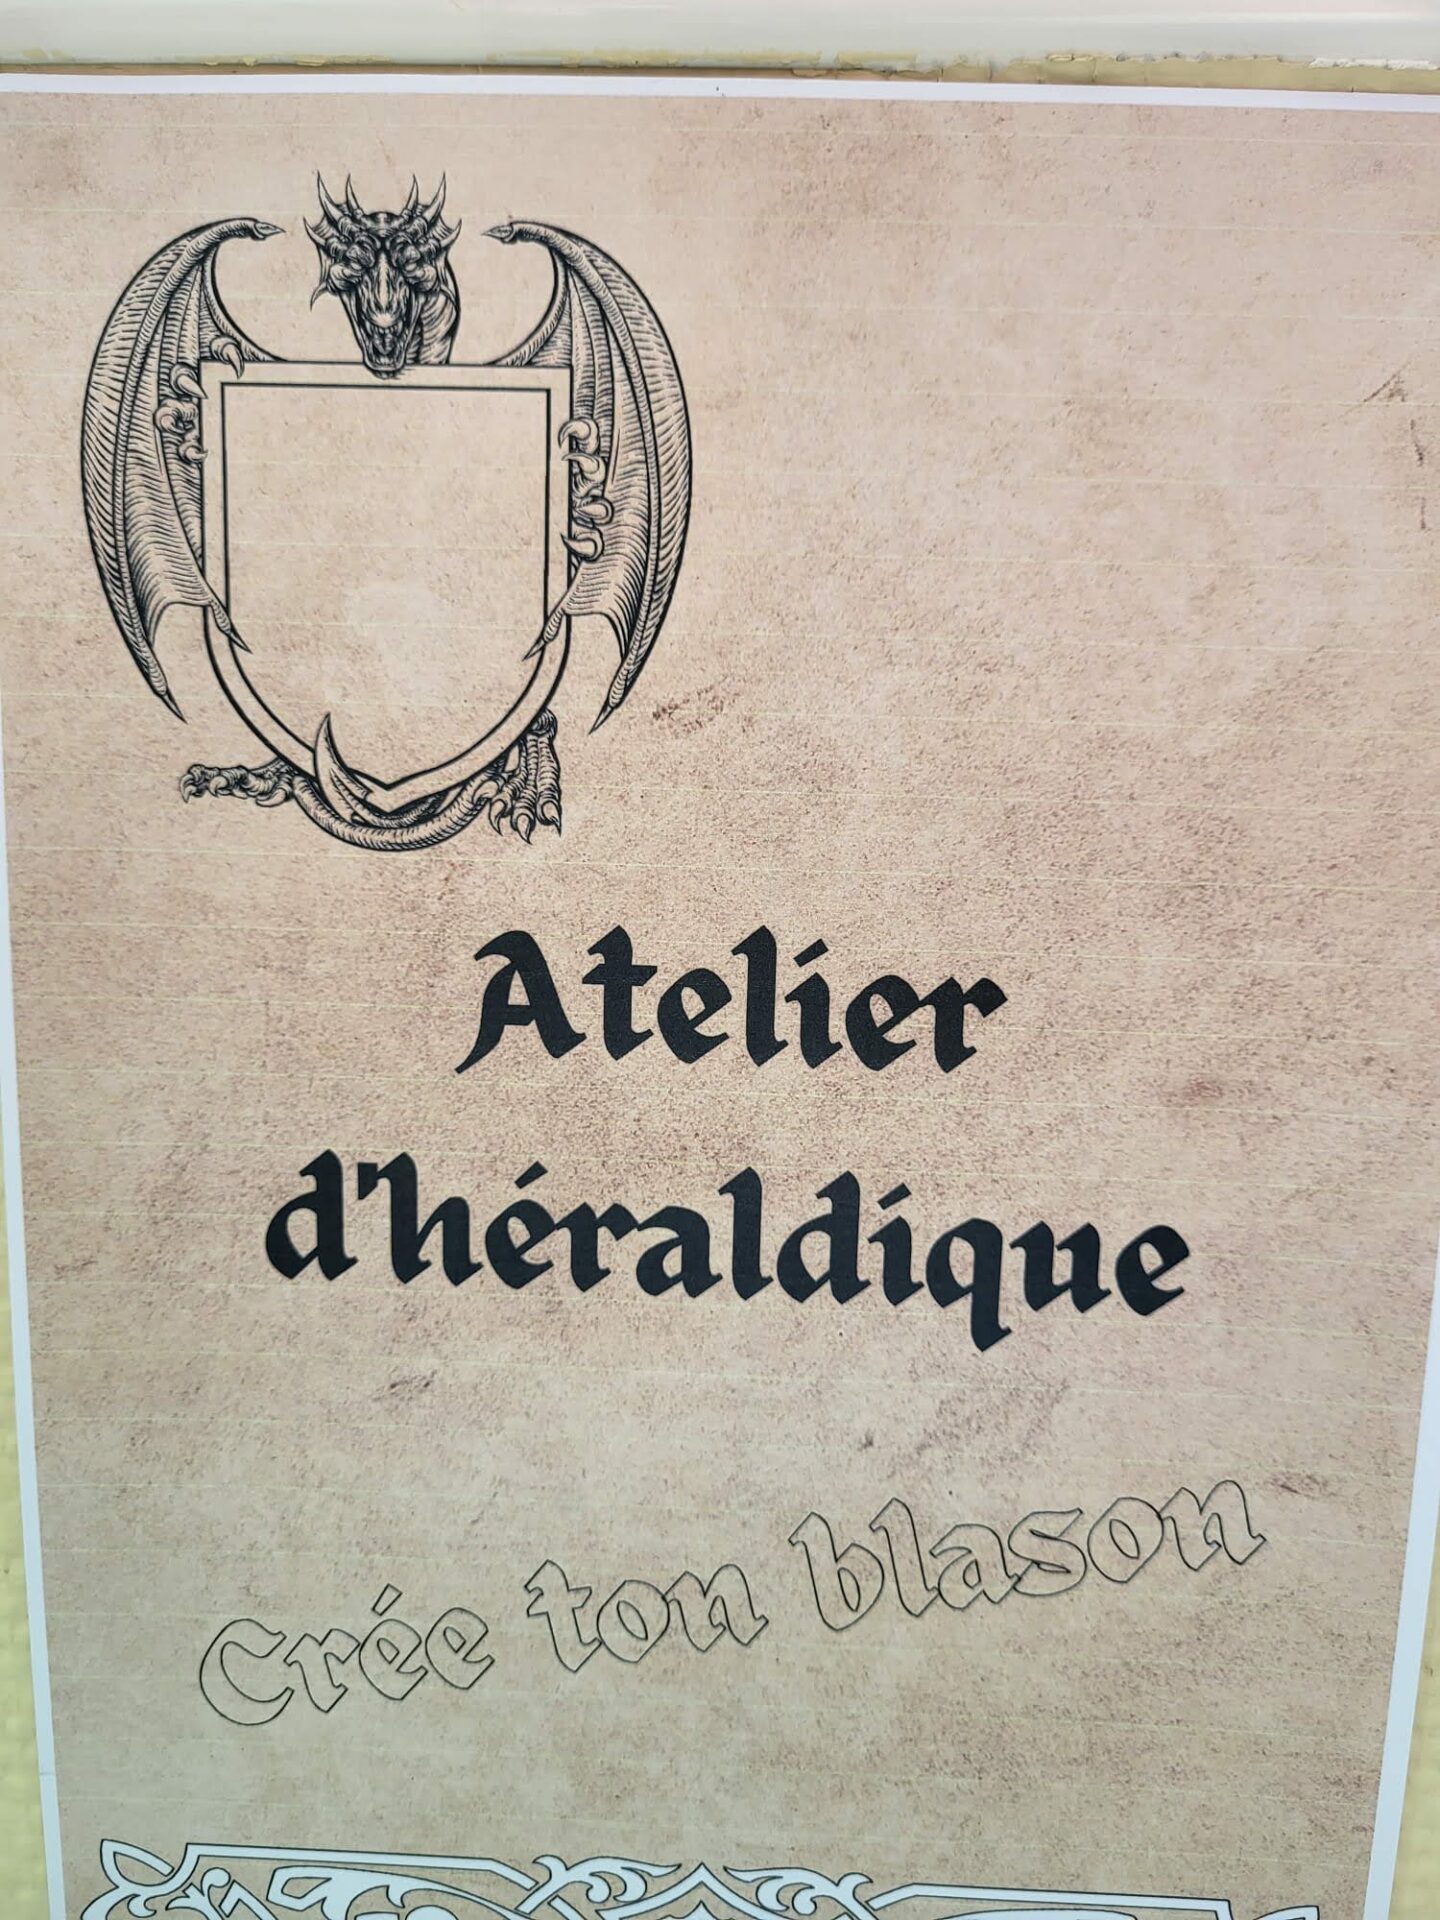 Atelier
d'héraldique
Crée ton blason